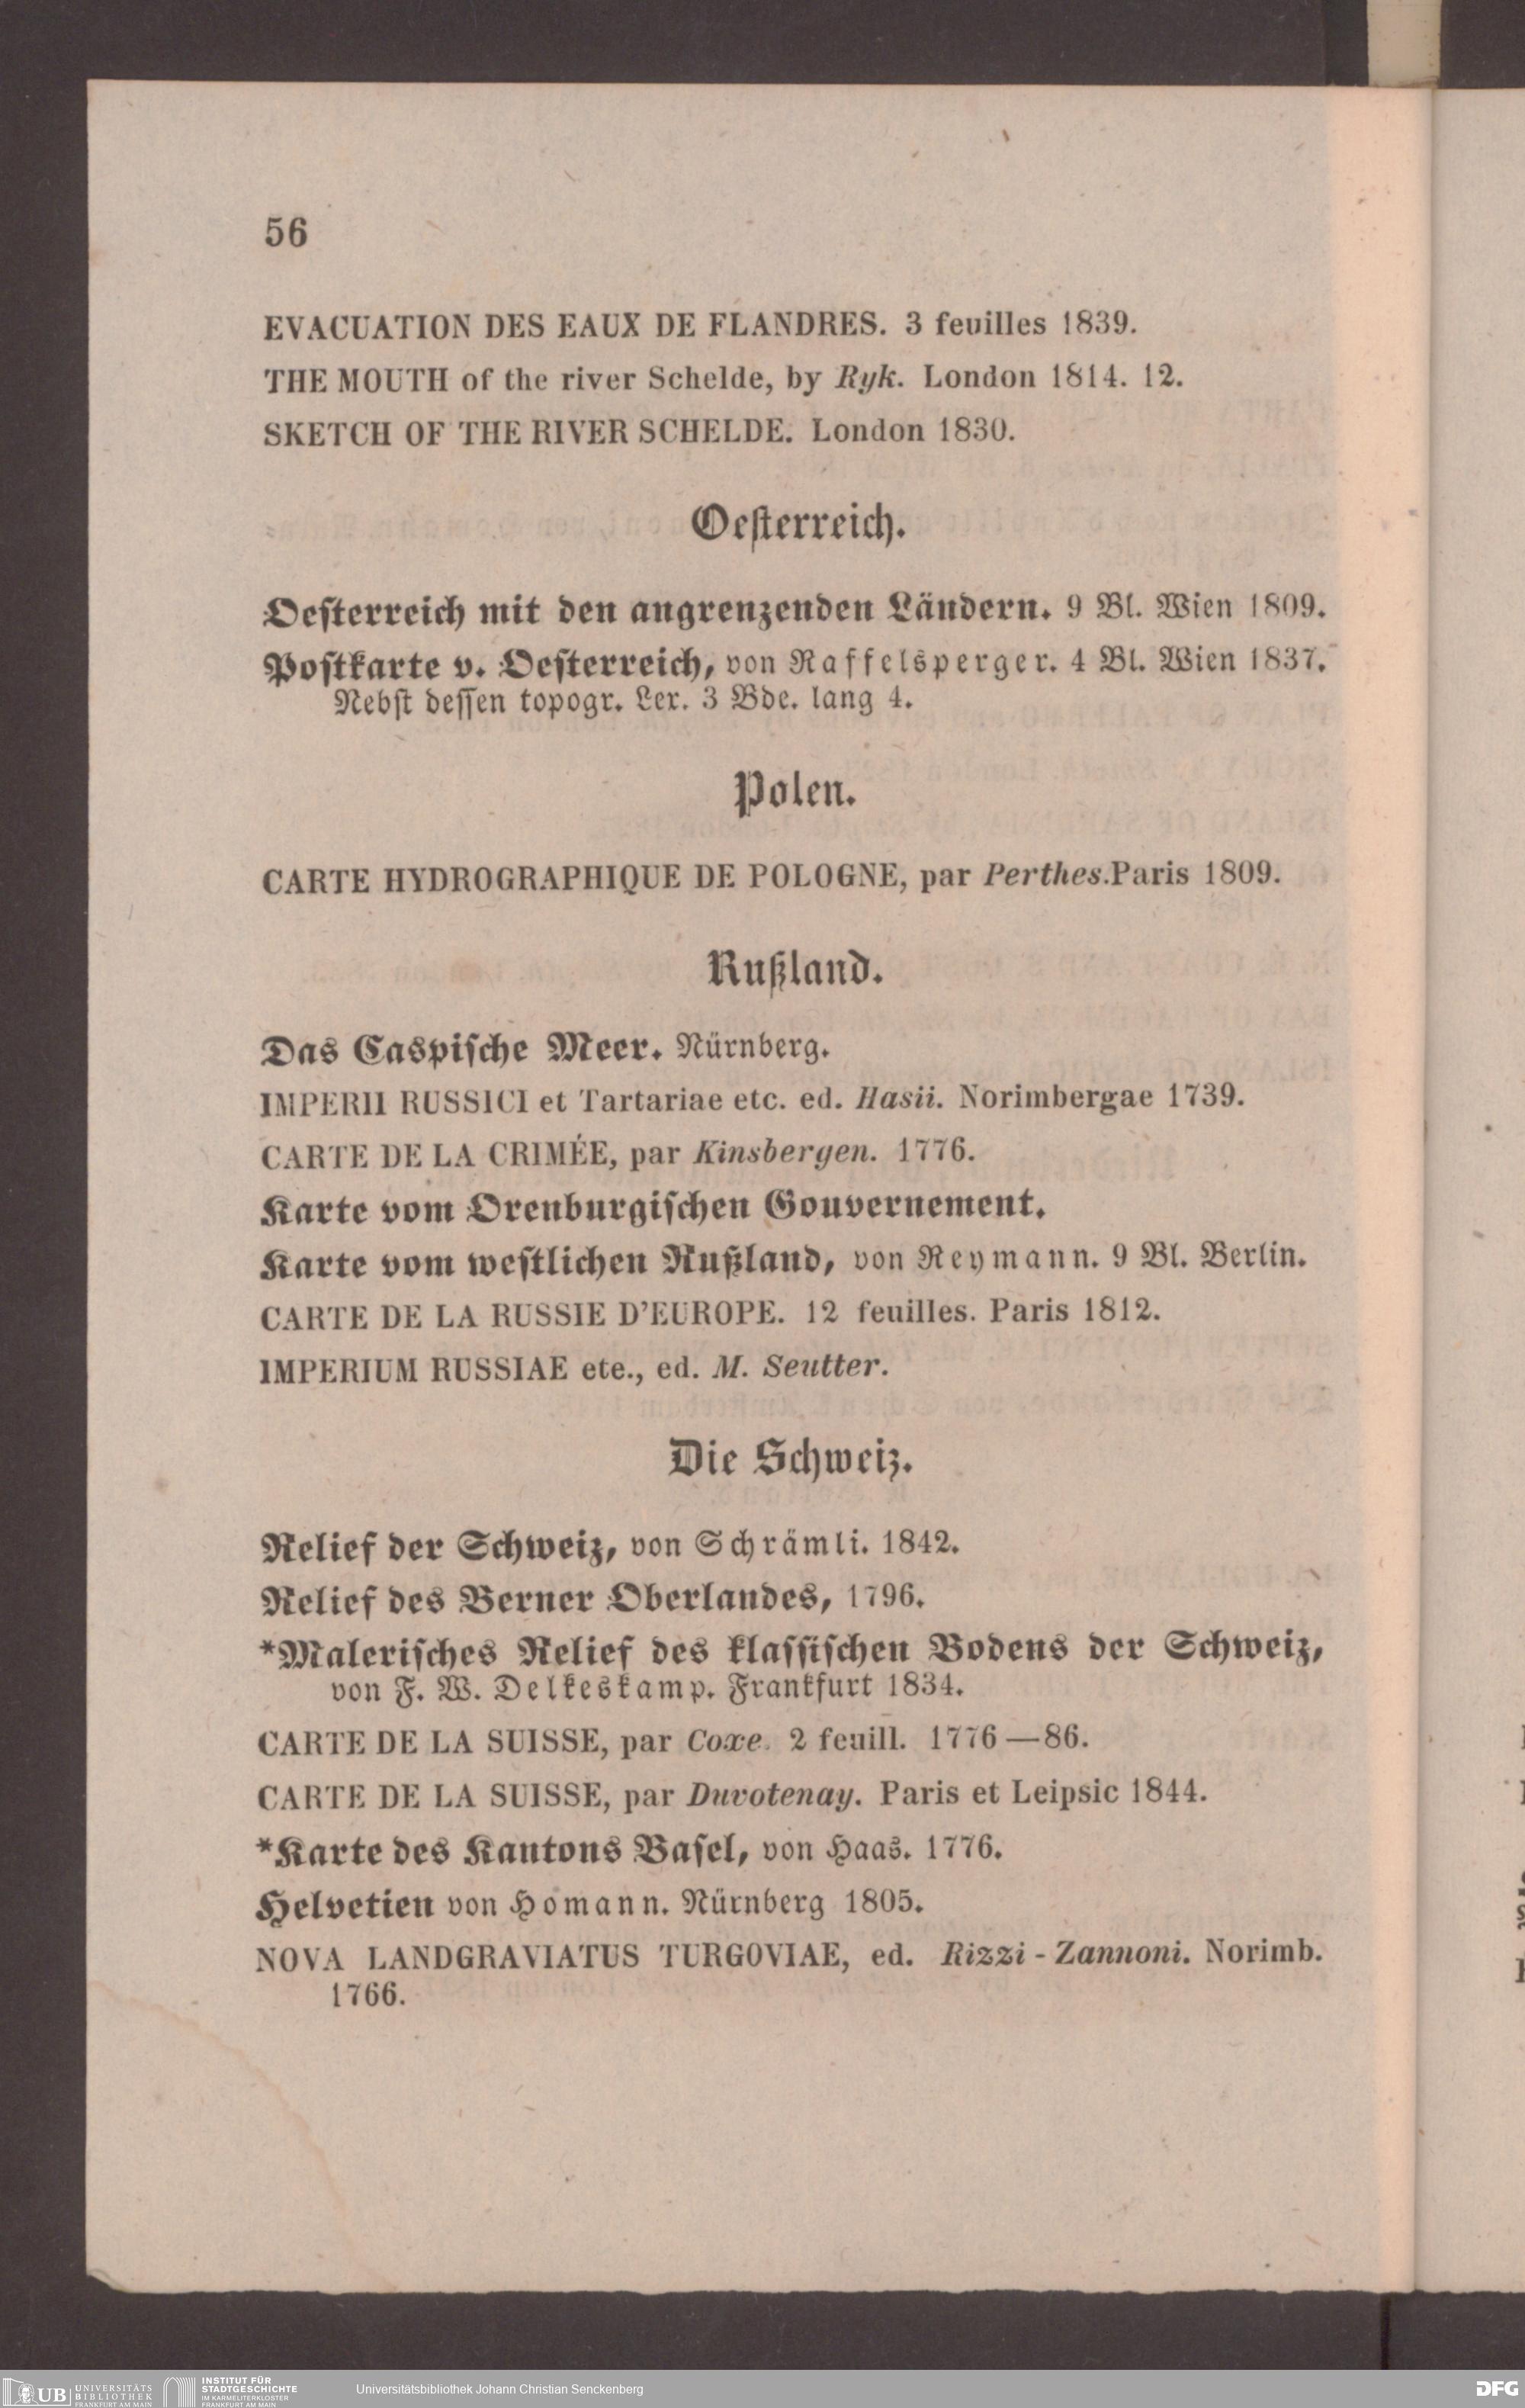 56
EVACUATION DES EAUX DE FLANDRES. 3 feuilles 1839.
THE MOUTH of the river Schelde, by Ryk. London 1814. 12.
SKETCH OF THE RIVER SCHELDE. London 1830.
Oeſterreich.
Oeſterreich mit den angrenzenden Ländern. 9 Bl. Wien 1809.
Poſtkarte v. Oeſterreich, von Raffelsperger. 4 Bl. Wien 1837.
Nebſt deſſen topogr. Lex. 3 Bde. lang 4.
Polen.
CARTE HYDROGRAPHIQUE DE POLOGNE, par Perthes.Paris 1809.
Rußland.
Das Caspiſche Meer. Nürnberg.
IMPERII RUSSICI et Tartariae etc. ed. Hasii. Norimbergae 1739.
CARTE DE LA CRIMÉE, par Kinsbergen. 1776.
Karte vom Orenburgiſchen Gouvernement.
Karte vom weſtlichen Rußland, von Reymann. 9 Bl. Berlin.
CARTE DE LA RUSSIE D'EUROPE. 12 feuilles. Paris 1812.
IMPERIUM RUSSIAE ete., ed. M. Seutter.
Die Schweiz.
Relief der Schweiz, von Schrämli. 1842.
Relief des Berner Oberlandes, 1796.
*Maleriſches Relief des klaſſiſchen Bodens der Schweiz,
von F. W. Delkeskamp. Frankfurt 1834.
CARTE DE LA SUISSE, par Coxe. 2 feuill. 1776—86.
CARTE DE LA SUISSE, par Duvotenay. Paris et Leipsic 1844.
*Karte des Kantons Baſel, von Haas. 1776.
Helvetien von Homann. Nürnberg 1805.
NOVA LANDGRAVIATUS TURGOVIAE, ed. Rizzi-Zannoni. Norimb.
1766.
UB UNIVERSITÄTS BIBLIOTHEK FRANKFURT AM MAIN
INSTITUT FÜR STADTGESCHICHTE IM KARMELITERKLOSTER FRANKFURT AM MAIN
Universitätsbibliothek Johann Christian Senckenberg
DFG